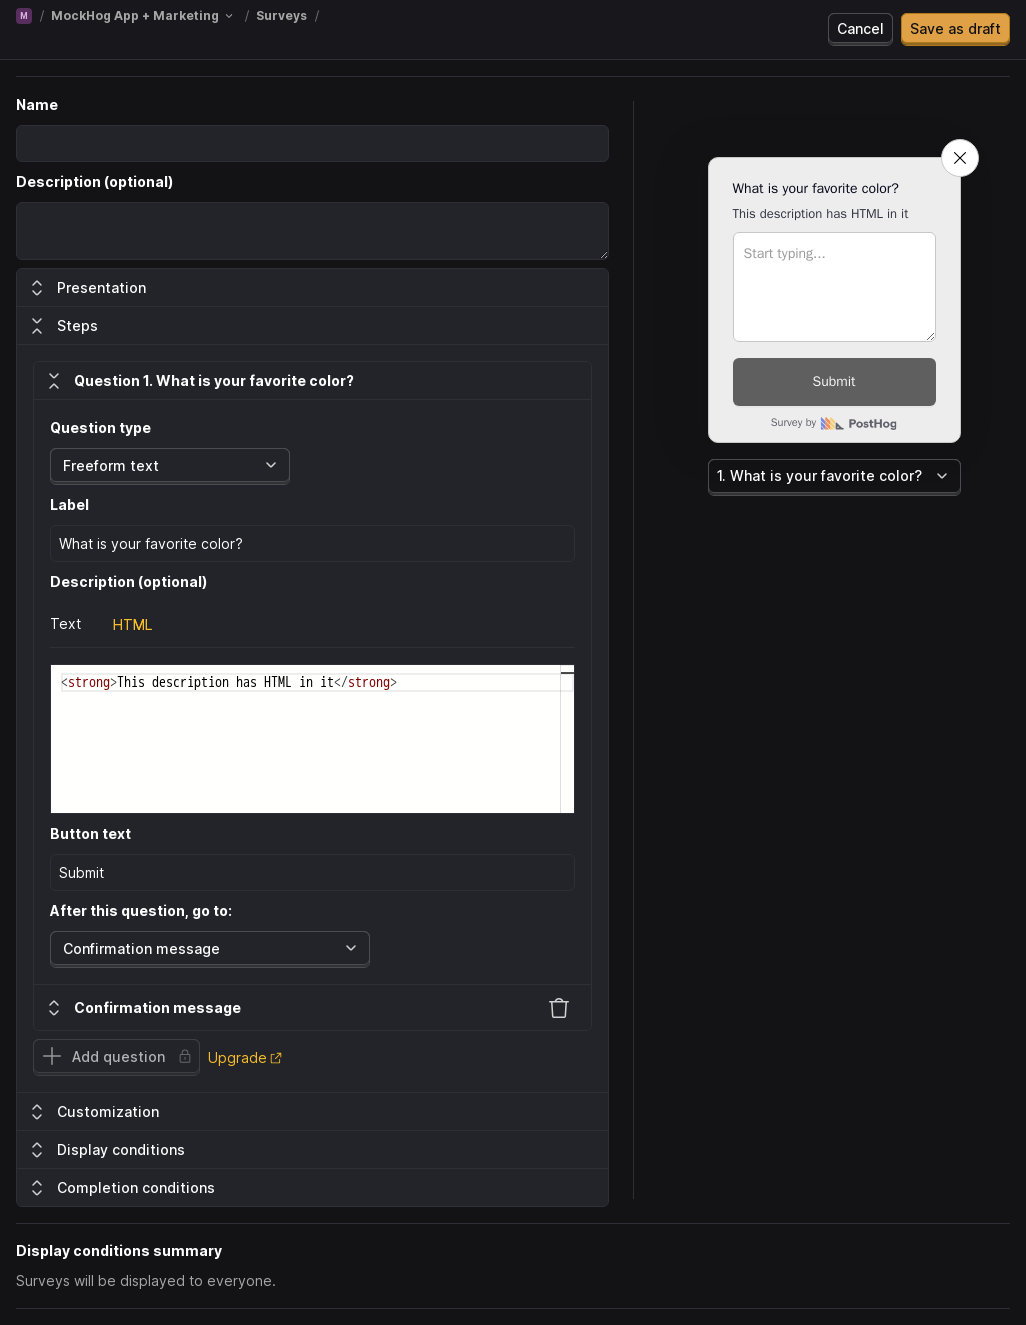 M / MockHog App + Marketing / Surveys /
Cancel
Save as draft
Name
Description (optional)
Presentation
Steps
Question 1. What is your favorite color?
Question type
Freeform text
Label
What is your favorite color?
Description (optional)
Text HTML
<strong>This description has HTML in it</strong>
Button text
Submit
After this question, go to:
Confirmation message
Confirmation message
Add question
Upgrade
Customization
Display conditions
Completion conditions
What is your favorite color?
This description has HTML in it
Start typing...
Submit
Survey by PostHog
1. What is your favorite color?
Display conditions summary
Surveys will be displayed to everyone.